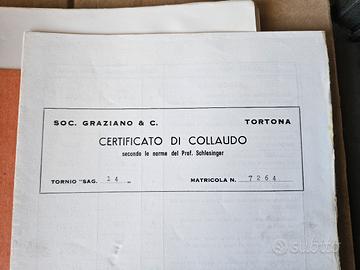 SOC. GRAZIANO & C. TORTONA
CERTIFICATO DI COLLAUDO
secondo le norme del Prof. Schlesinger
TORNIO "SAG. 14 - MATRICOLA N. 7264
subito